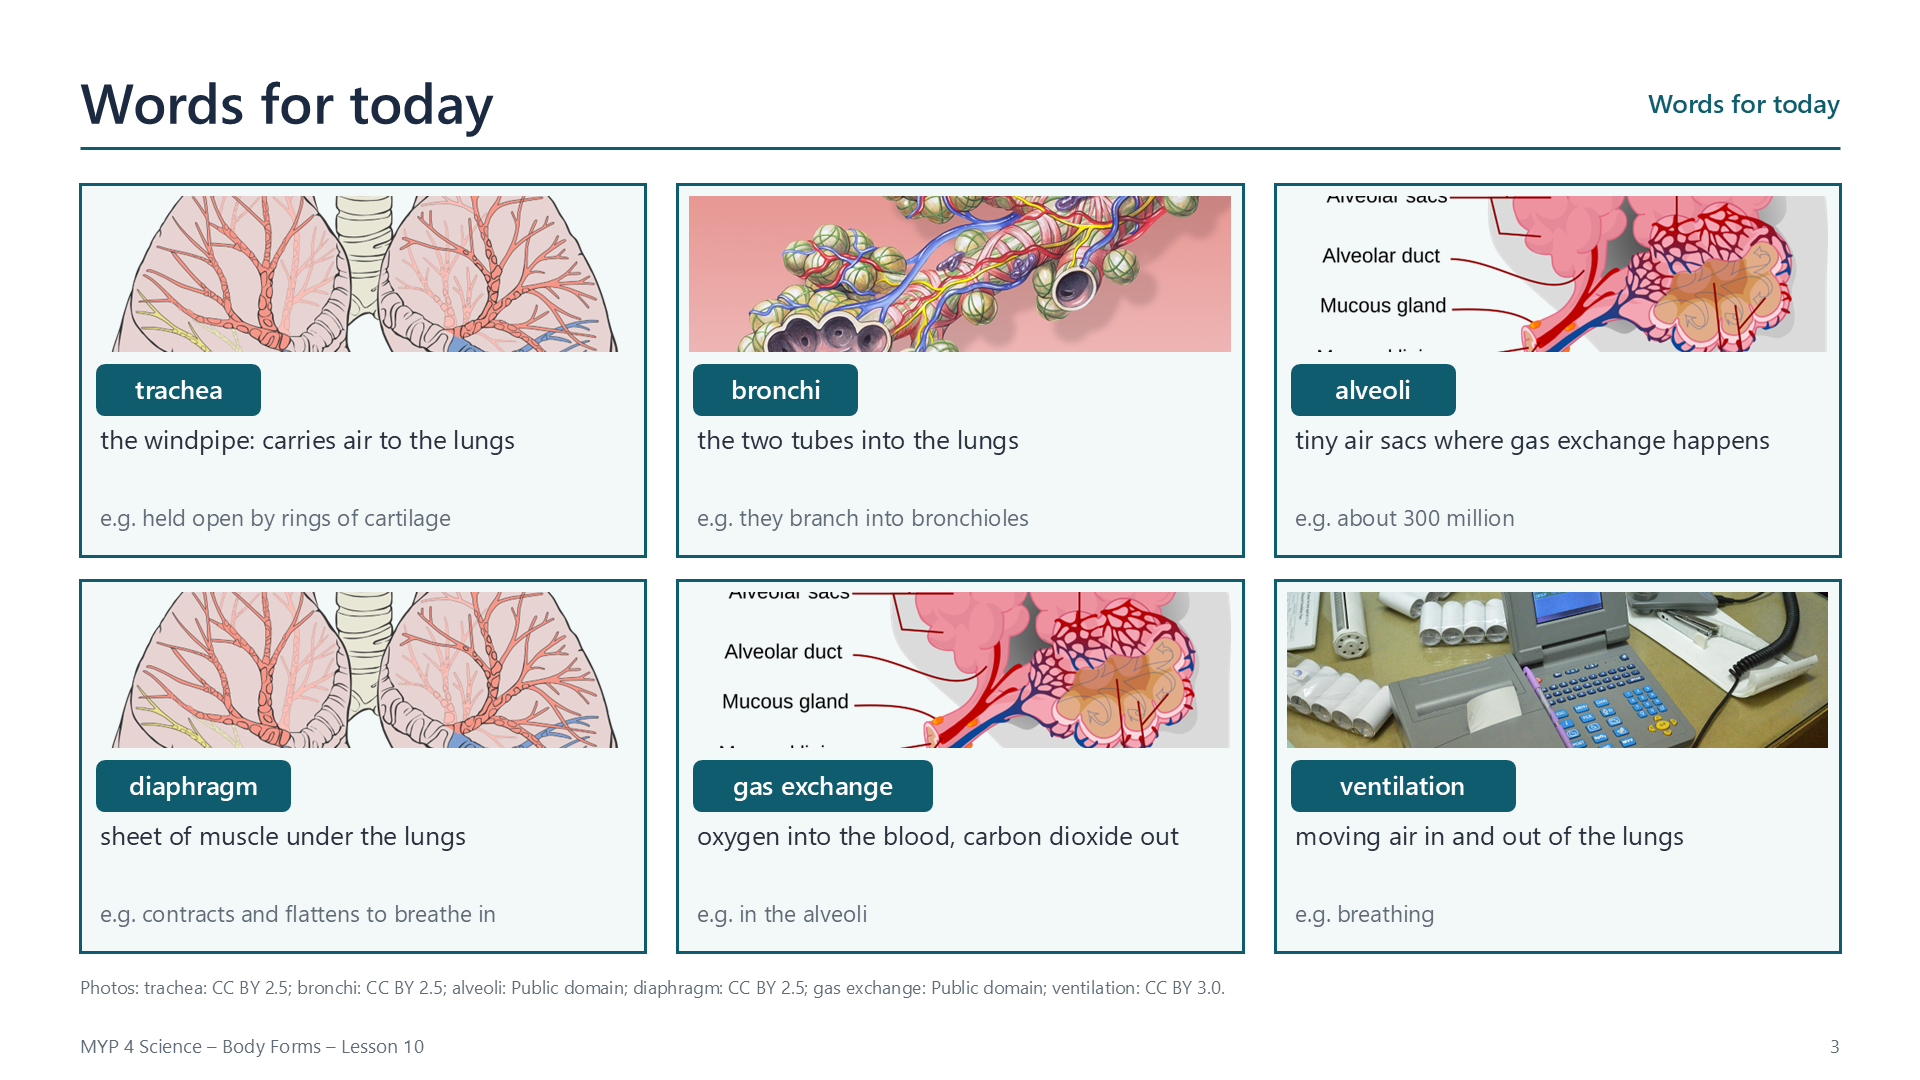 Words for today
Words for today
Alveolar sacs
Alveolar duct
Mucous gland
trachea
the windpipe: carries air to the lungs
e.g. held open by rings of cartilage
bronchi
the two tubes into the lungs
e.g. they branch into bronchioles
alveoli
tiny air sacs where gas exchange happens
e.g. about 300 million
Alveolar sacs
Alveolar duct
Mucous gland
diaphragm
sheet of muscle under the lungs
e.g. contracts and flattens to breathe in
gas exchange
oxygen into the blood, carbon dioxide out
e.g. in the alveoli
ventilation
moving air in and out of the lungs
e.g. breathing
Photos: trachea: CC BY 2.5; bronchi: CC BY 2.5; alveoli: Public domain; diaphragm: CC BY 2.5; gas exchange: Public domain; ventilation: CC BY 3.0.
MYP 4 Science – Body Forms – Lesson 10
3